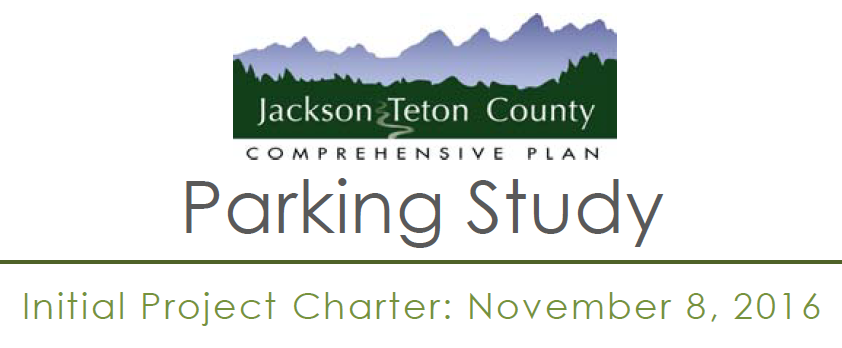 Jackson Teton County
COMPREHENSIVE PLAN
Parking Study
Initial Project Charter: November 8, 2016